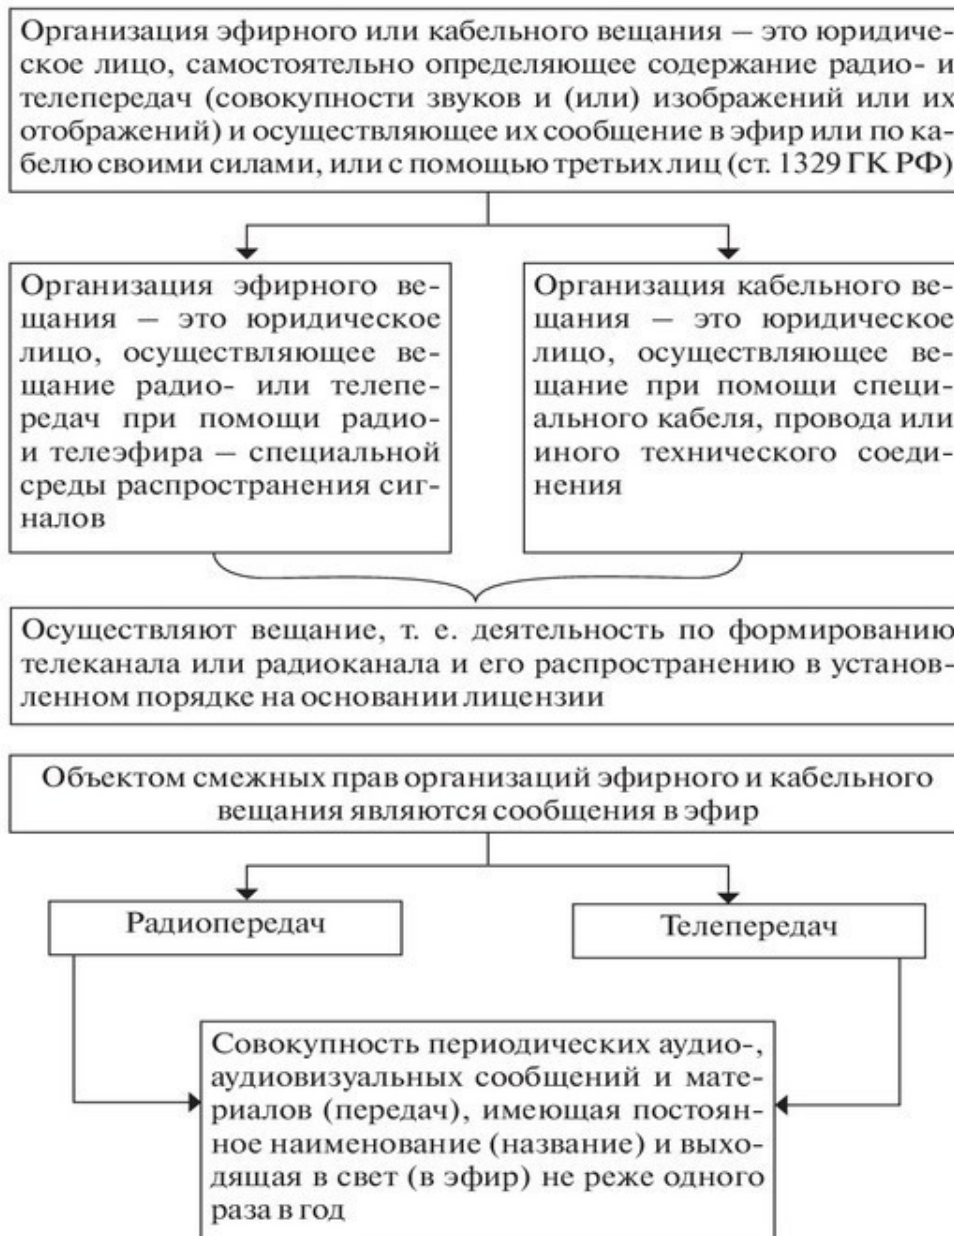 Организация эфирного или кабельного вещания – это юридиче-
ское лицо, самостоятельно определяющее содержание радио- и
телепередач (совокупности звуков и (или) изображений или их
отображений) и осуществляющее их сообщение в эфир или по ка-
белю своими силами, или с помощью третьих лиц (ст. 1329 ГК РФ)
Организация эфирного ве-
щания – это юридическое
лицо, осуществляющее ве-
щание радио- или телепе-
редач при помощи радио-
и телеэфира – специальной
среды распространения сиг-
налов
Организация кабельного ве-
щания – это юридическое
лицо, осуществляющее ве-
щание при помощи специ-
ального кабеля, провода или
иного технического соеди-
нения
Осуществляют вещание, т. е. деятельность по формированию
телеканала или радиоканала и его распространению в установ-
ленном порядке на основании лицензии
Объектом смежных прав организаций эфирного и кабельного
вещания являются сообщения в эфир
Радиопередач
Телепередач
Совокупность периодических аудио-,
аудиовизуальных сообщений и мате-
риалов (передач), имеющая постоян-
ное наименование (название) и выхо-
дящая в свет (в эфир) не реже одного
раза в год